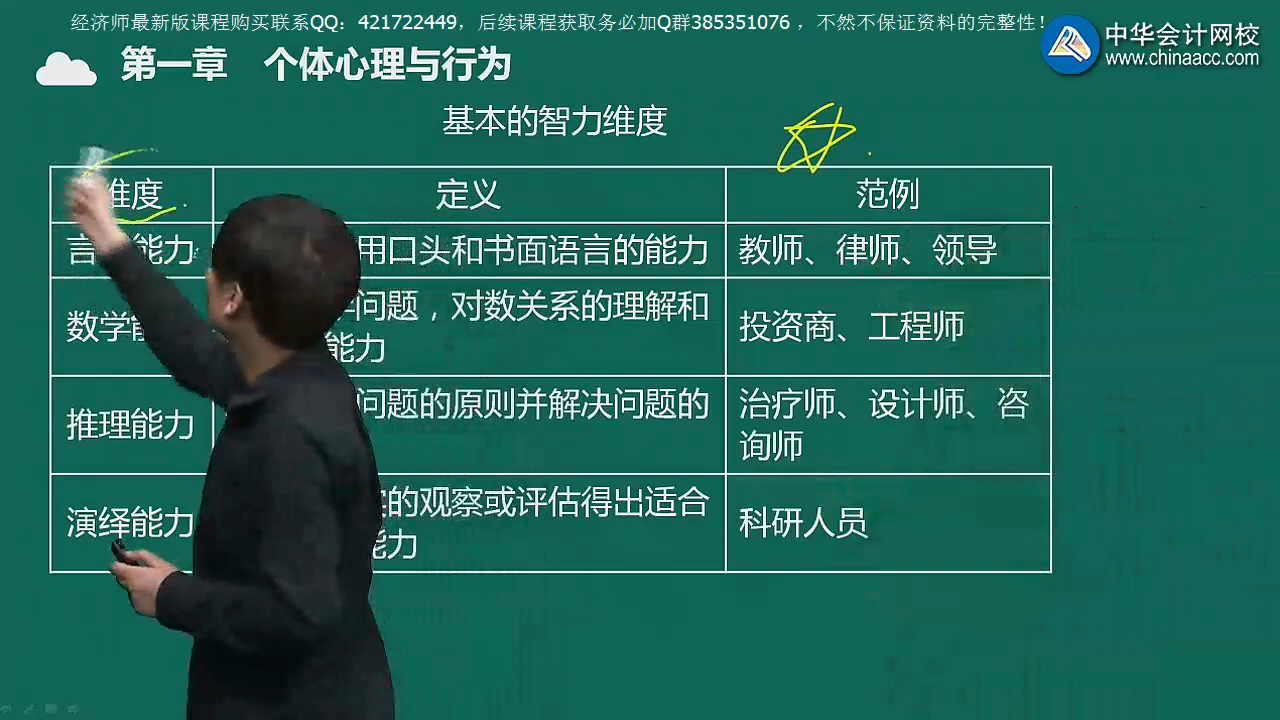 经济师最新版课程购买联系QQ：421722449，后续课程获取务必加Q群385351076 ，不然不保证资料的完整性！
中华会计网校
www.chinaacc.com
第一章 个体心理与行为
基本的智力维度
维度 定义 范例
言 能力 用口头和书面语言的能力 教师、律师、领导
数学 问题，对数关系的理解和
能力 投资商、工程师
推理能力 问题的原则并解决问题的 治疗师、设计师、咨
询师
演绎能力 的观察或评估得出适合
能力 科研人员